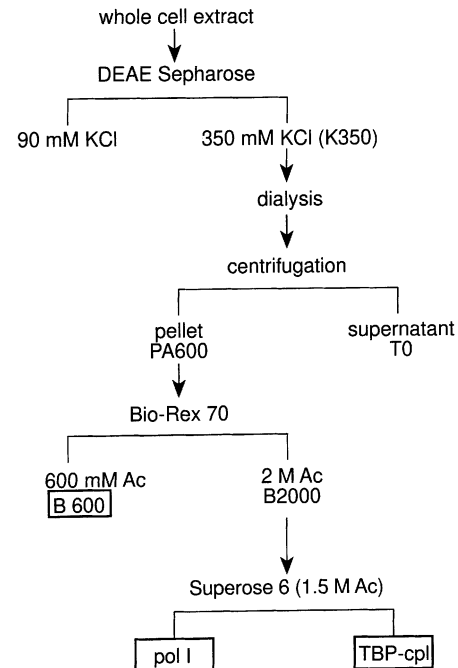 whole cell extract
DEAE Sepharose
90 mM KCl
350 mM KCl (K350)
dialysis
centrifugation
pellet
PA600
supernatant
T0
Bio-Rex 70
600 mM Ac
B 600
2 M Ac
B2000
Superose 6 (1.5 M Ac)
pol I
TBP-cpl